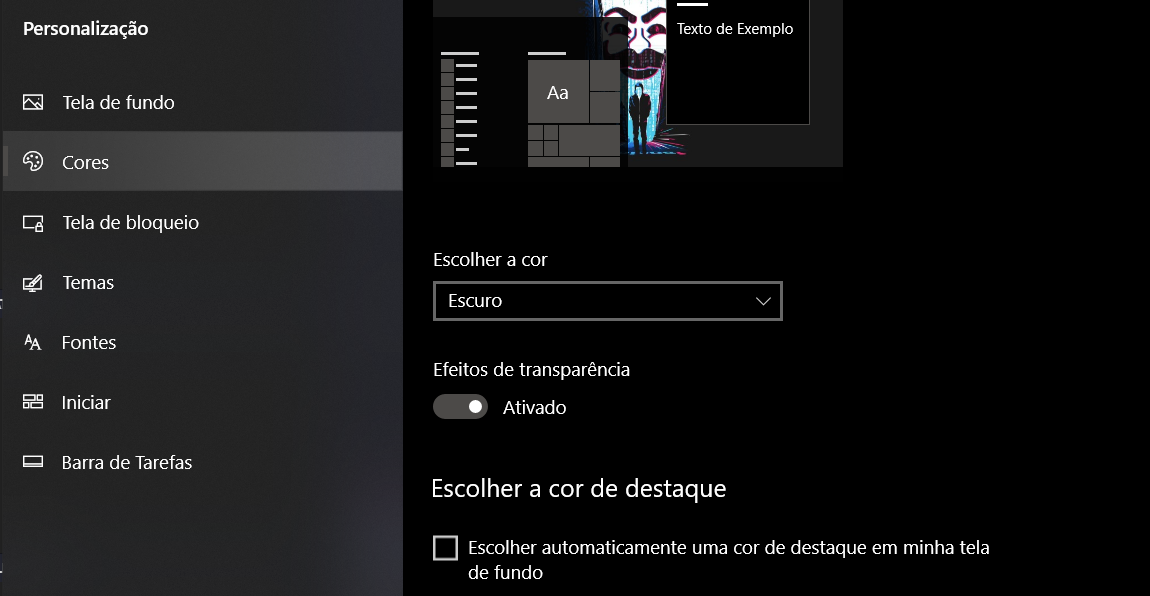 Personalização
Tela de fundo
Cores
Tela de bloqueio
Temas
Fontes
Iniciar
Barra de Tarefas
Texto de Exemplo
Aa
Escolher a cor
Escuro
Efeitos de transparência
Ativado
Escolher a cor de destaque
Escolher automaticamente uma cor de destaque em minha tela
de fundo